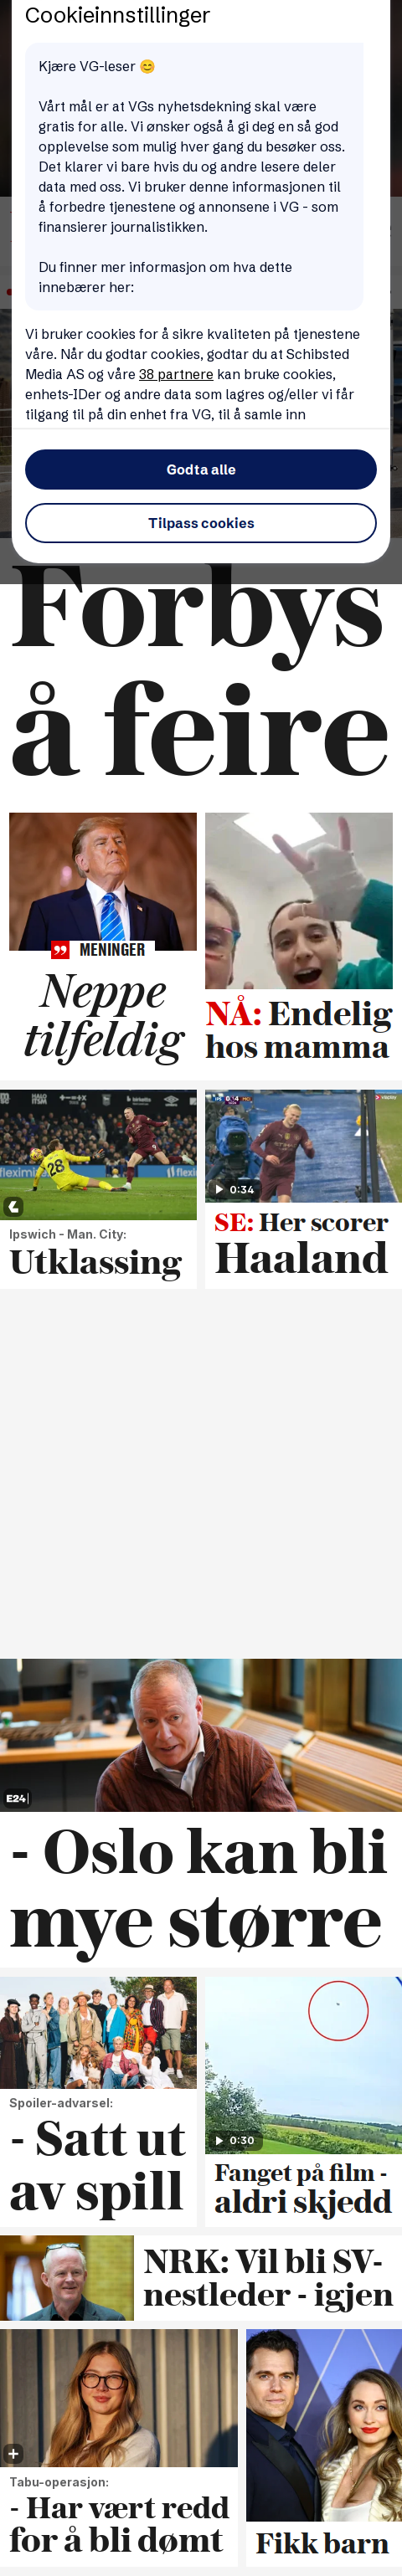 Cookieinnstillinger
Kjære VG-leser 😊
Vårt mål er at VGs nyhetsdekning skal være
gratis for alle. Vi ønsker også å gi deg en så god
opplevelse som mulig hver gang du besøker oss.
Det klarer vi bare hvis du og andre lesere deler
data med oss. Vi bruker denne informasjonen til
å forbedre tjenestene og annonsene i VG - som
finansierer journalistikken.
Du finner mer informasjon om hva dette
innebærer her:
Vi bruker cookies for å sikre kvaliteten på tjenestene
våre. Når du godtar cookies, godtar du at Schibsted
Media AS og våre 38 partnere kan bruke cookies,
enhets-IDer og andre data som lagres og/eller vi får
tilgang til på din enhet fra VG, til å samle inn
Godta alle
Tilpass cookies
Forbys
å feire
MENINGER
Neppe
tilfeldig
NÅ: Endelig
hos mamma
28
Ipswich - Man. City:
Utklassing
0:34
SE: Her scorer
Haaland
E24
- Oslo kan bli
mye større
Spoiler-advarsel:
- Satt ut
av spill
0:30
Fanget på film -
aldri skjedd
NRK: Vil bli SV-
nestleder - igjen
Tabu-operasjon:
- Har vært redd
for å bli dømt
Fikk barn